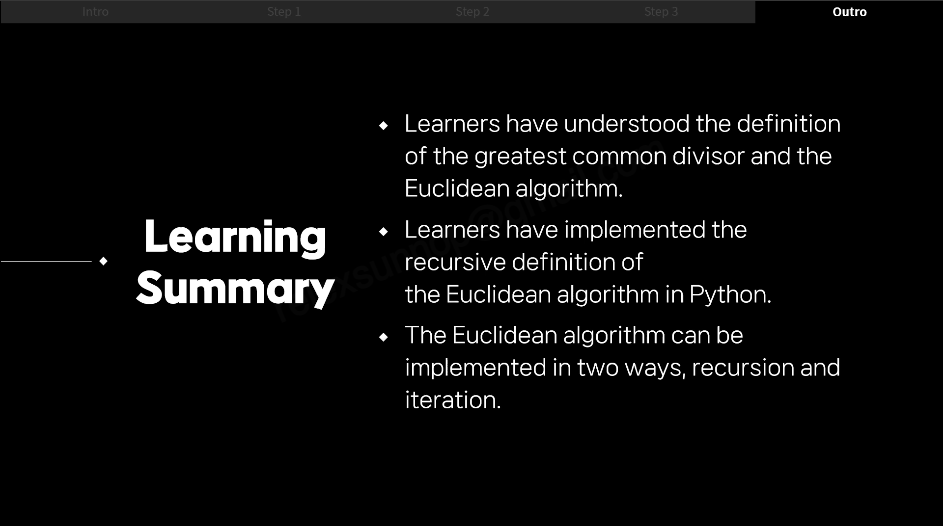 Intro
Step 1
Step 2
Step 3
Outro
Learning
Summary
Learners have understood the definition
of the greatest common divisor and the
Euclidean algorithm.
Learners have implemented the
recursive definition of
the Euclidean algorithm in Python.
The Euclidean algorithm can be
implemented in two ways, recursion and
iteration.